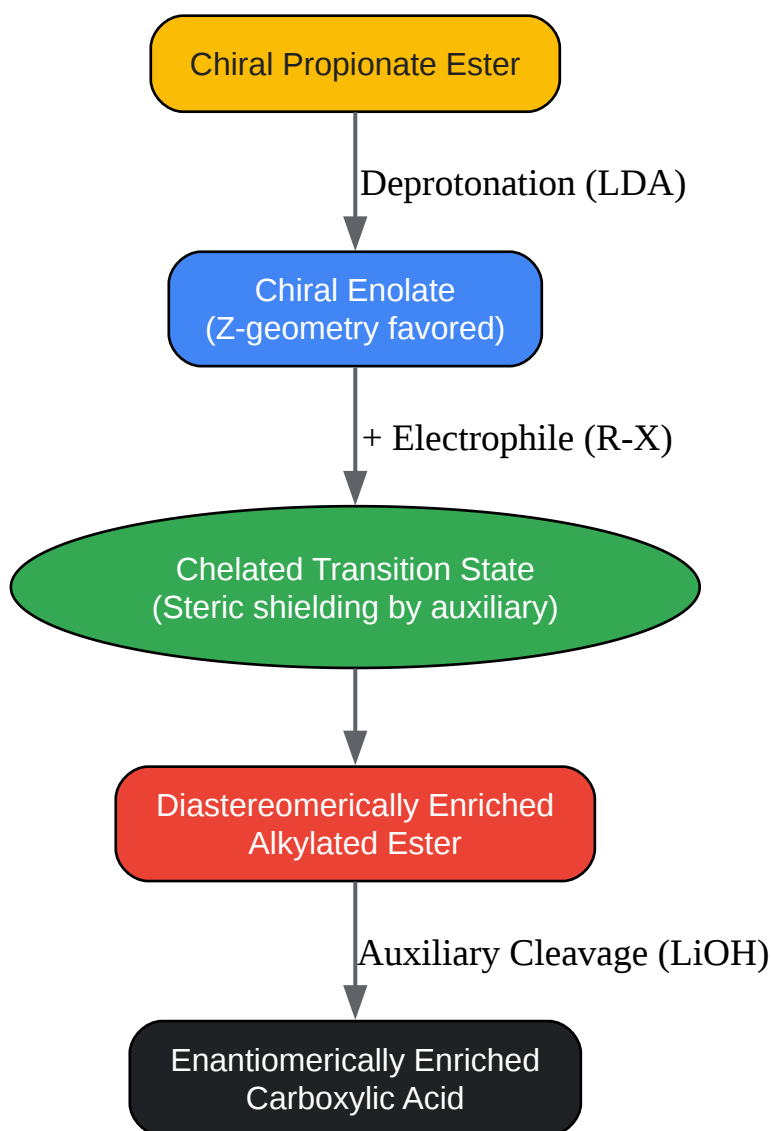 Chiral Propionate Ester
Deprotonation (LDA)
Chiral Enolate
(Z-geometry favored)
+ Electrophile (R-X)
Chelated Transition State
(Steric shielding by auxiliary)
Diastereomerically Enriched
Alkylated Ester
Auxiliary Cleavage (LiOH)
Enantiomerically Enriched
Carboxylic Acid